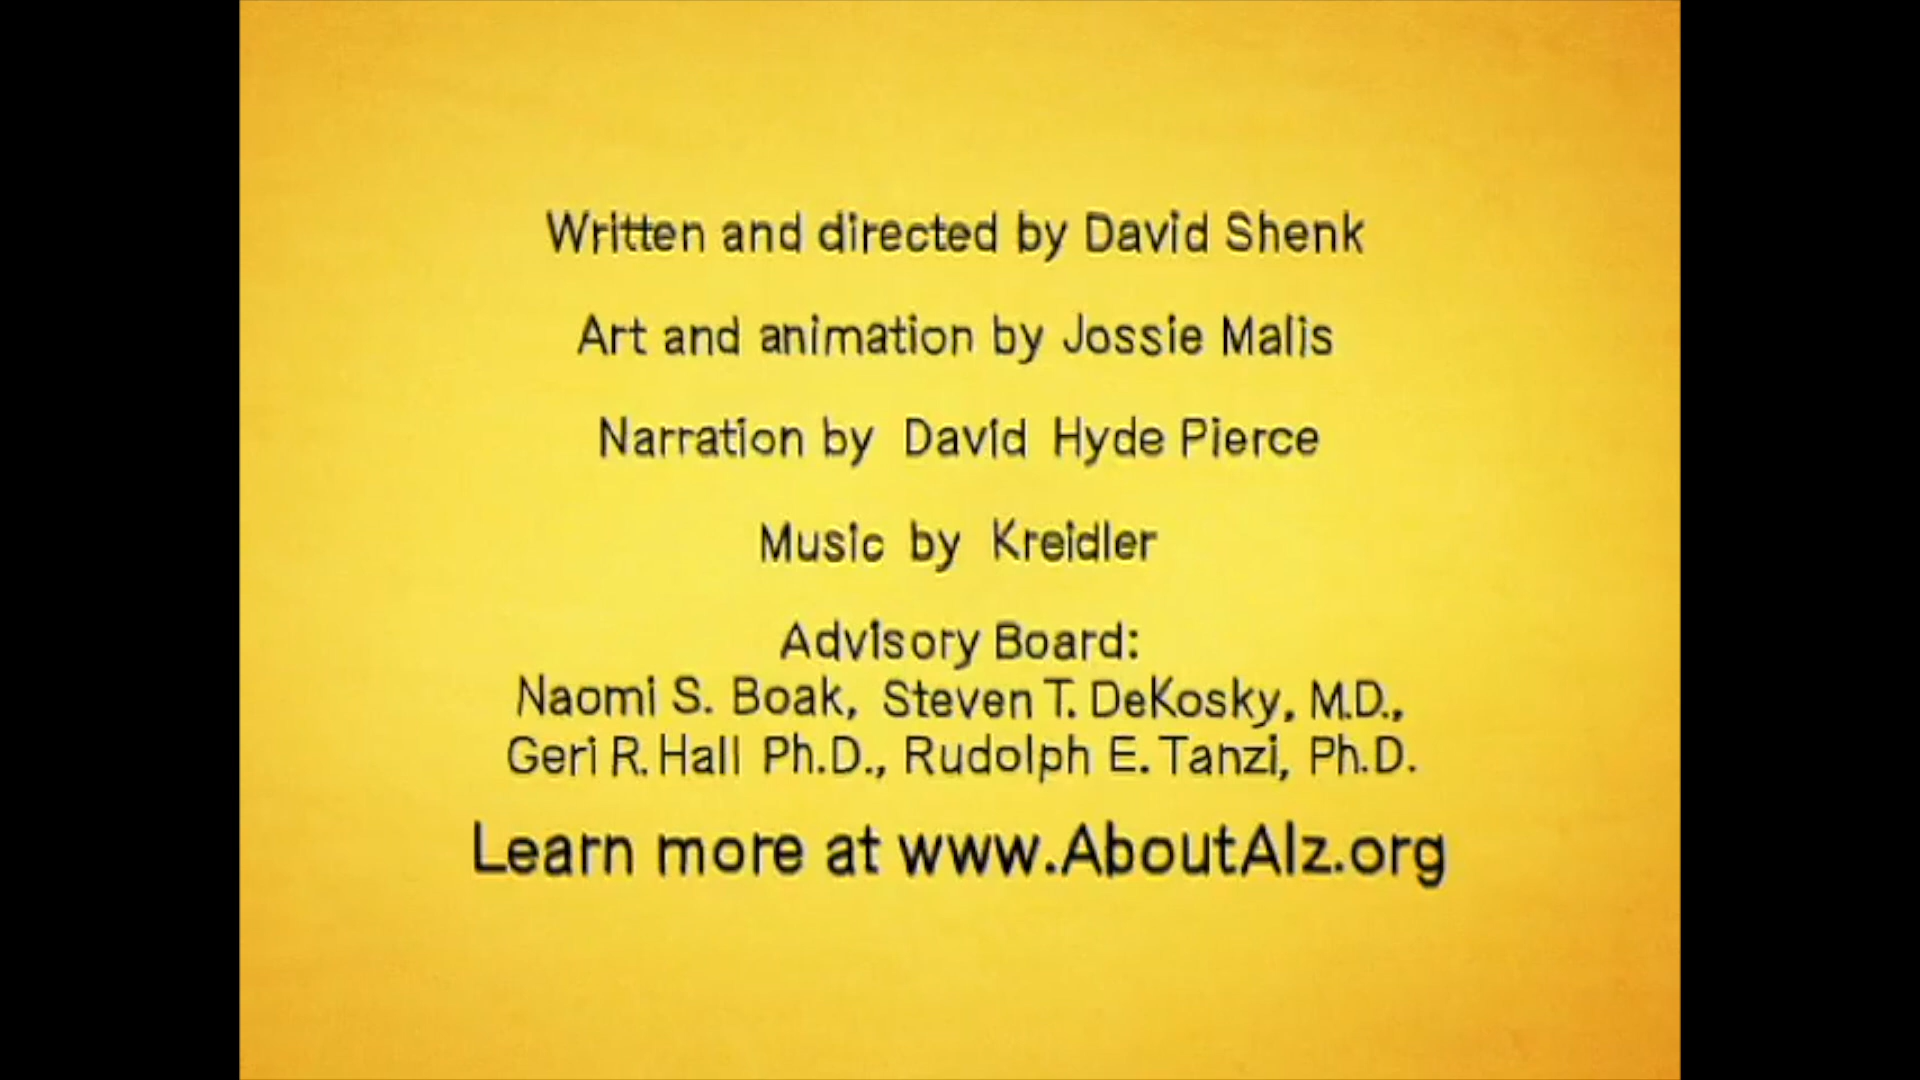 Written and directed by David Shenk
Art and animation by Jossie Malis
Narration by David Hyde Pierce
Music by Kreidler
Advisory Board:
Naomi S. Boak, Steven T. DeKosky, M.D.,
Geri R. Hall Ph.D., Rudolph E. Tanzi, Ph.D.
Learn more at www.AboutAlz.org